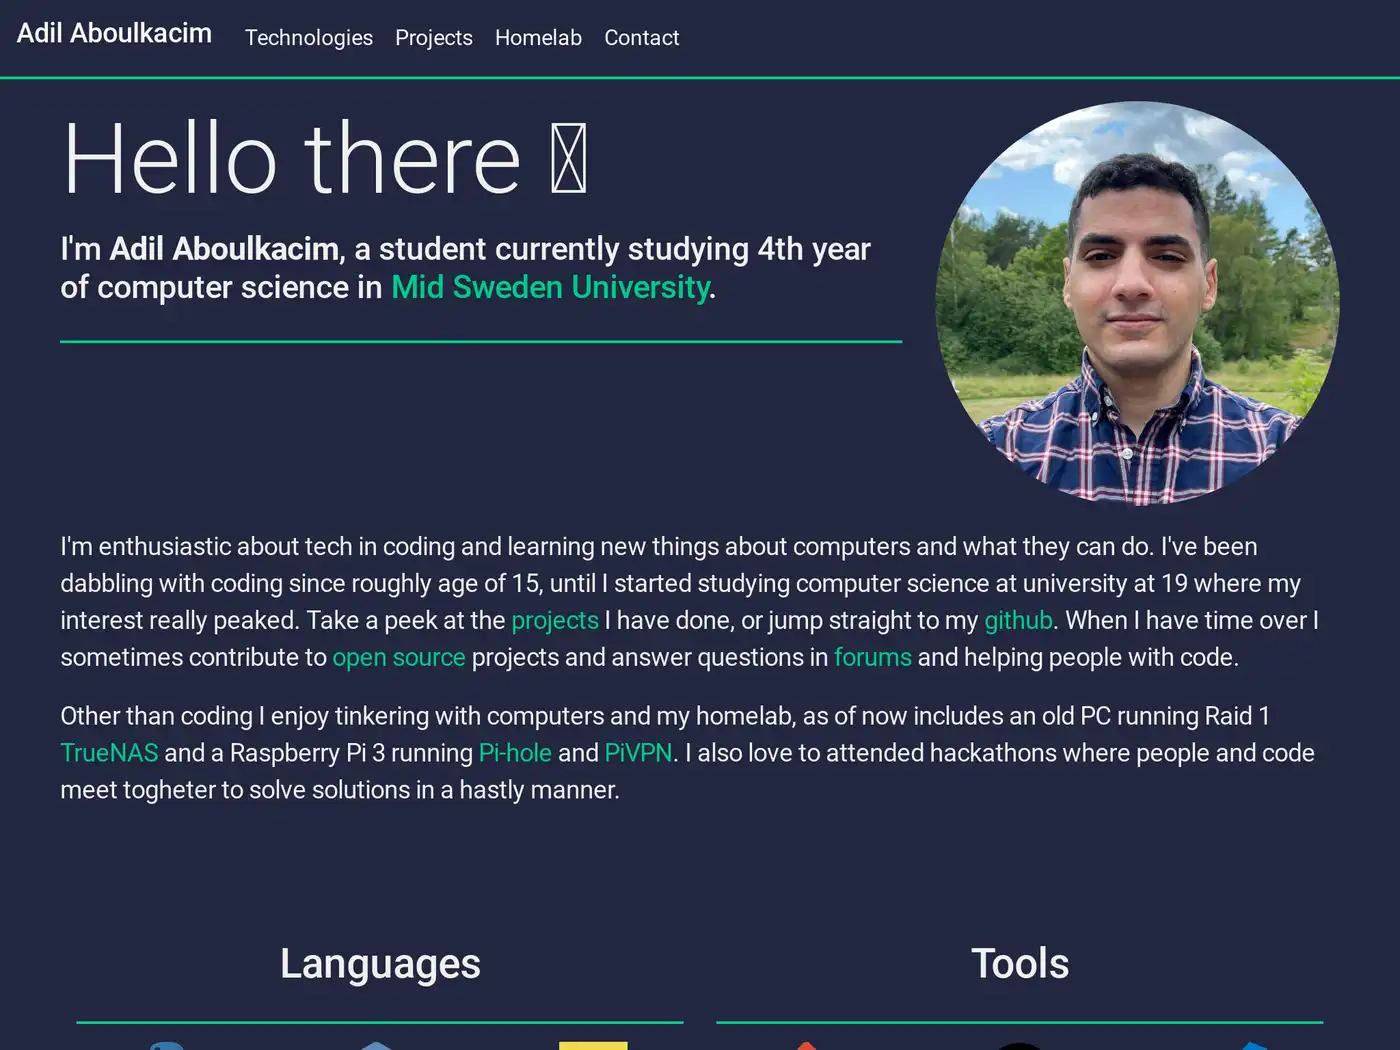 Adil Aboulkacim
Technologies Projects Homelab Contact
Hello there
I'm Adil Aboulkacim, a student currently studying 4th year
of computer science in Mid Sweden University.
I'm enthusiastic about tech in coding and learning new things about computers and what they can do. I've been
dabbling with coding since roughly age of 15, until I started studying computer science at university at 19 where my
interest really peaked. Take a peek at the projects I have done, or jump straight to my github. When I have time over I
sometimes contribute to open source projects and answer questions in forums and helping people with code.
Other than coding I enjoy tinkering with computers and my homelab, as of now includes an old PC running Raid 1
TrueNAS and a Raspberry Pi 3 running Pi-hole and PiVPN. I also love to attended hackathons where people and code
meet togheter to solve solutions in a hastly manner.
Languages
Tools